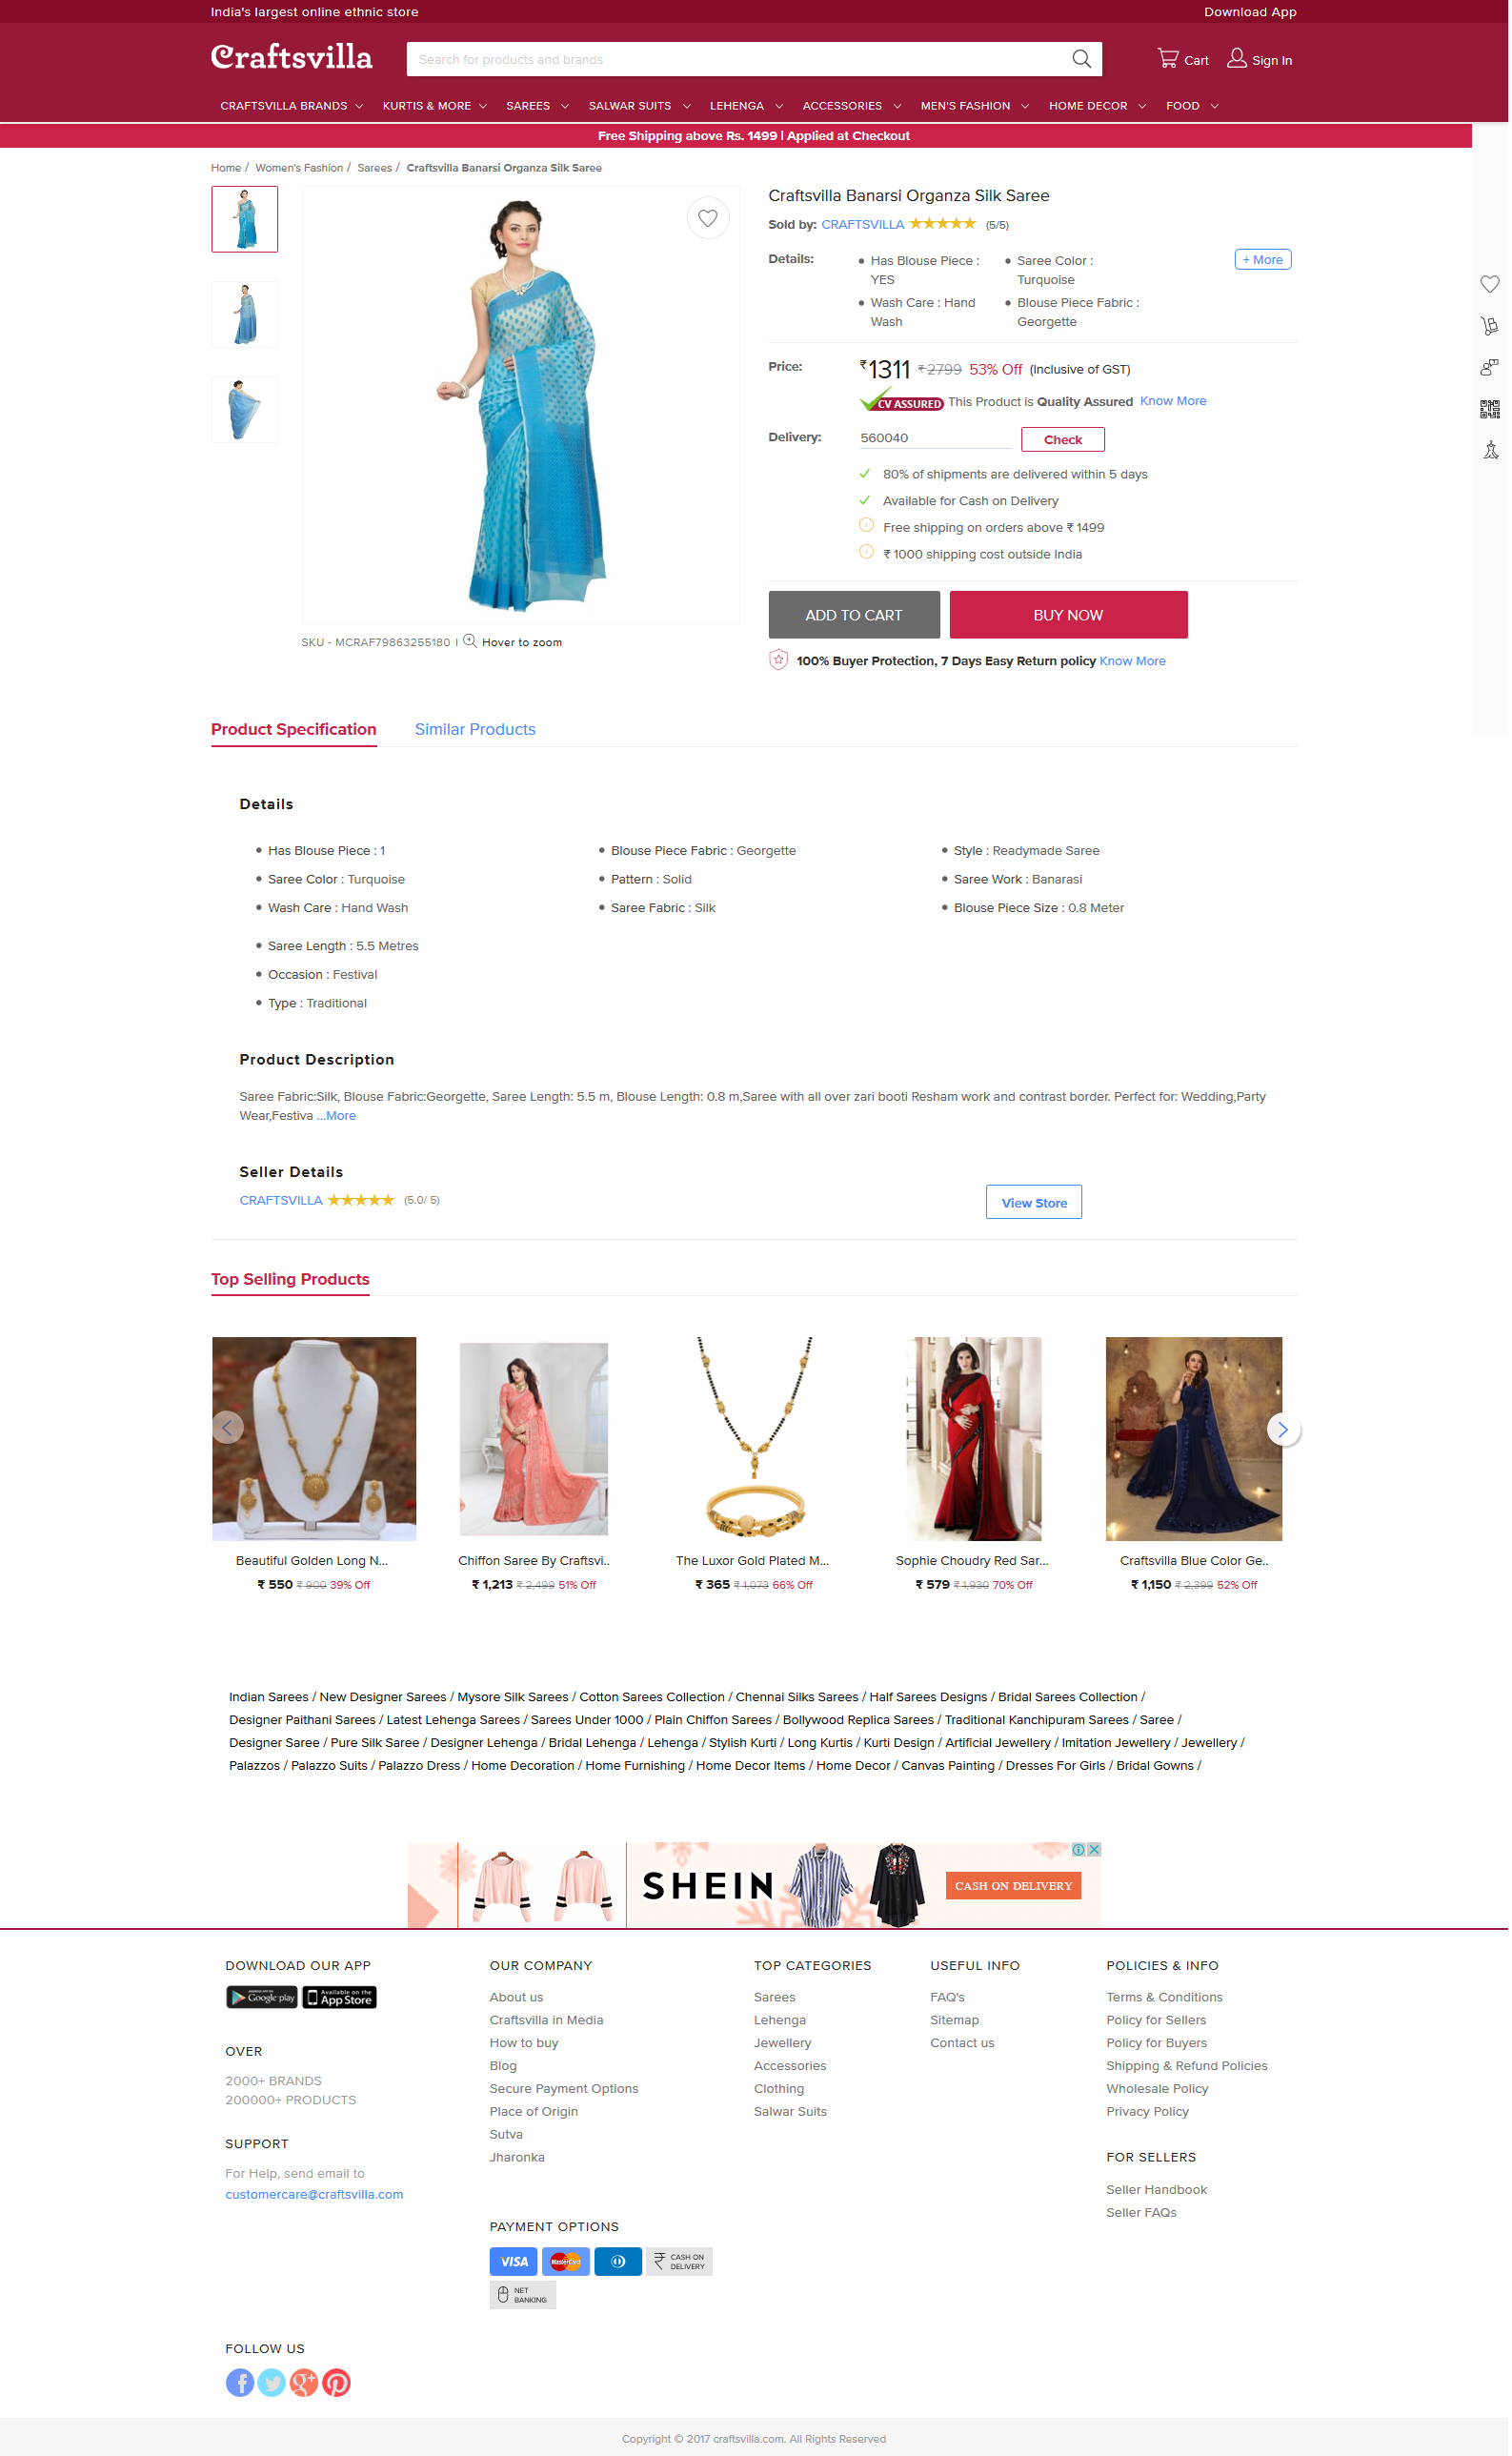 India's largest online ethnic store
Download App
Craftsvilla
Search for products and brands
Cart
Sign In
CRAFTSVILLA BRANDS
KURTIS & MORE
SAREES
SALWAR SUITS
LEHENGA
ACCESSORIES
MEN'S FASHION
HOME DECOR
FOOD
Free Shipping above Rs. 1499 | Applied at Checkout
Home / Women's Fashion / Sarees / Craftsvilla Banarsi Organza Silk Saree
Craftsvilla Banarsi Organza Silk Saree
Sold by: CRAFTSVILLA (5/5)
Details:
Has Blouse Piece :
YES
Saree Color :
Turquoise
+ More
Wash Care : Hand
Wash
Blouse Piece Fabric :
Georgette
Price:
₹1311 ₹2799 53% Off (Inclusive of GST)
CV ASSURED This Product is Quality Assured Know More
Delivery:
560040
Check
80% of shipments are delivered within 5 days
Available for Cash on Delivery
Free shipping on orders above ₹ 1499
₹ 1000 shipping cost outside India
ADD TO CART
BUY NOW
SKU - MCRAF79863255180 | Hover to zoom
100% Buyer Protection, 7 Days Easy Return policy Know More
Product Specification
Similar Products
Details
Has Blouse Piece : 1
Blouse Piece Fabric : Georgette
Style : Readymade Saree
Saree Color : Turquoise
Pattern : Solid
Saree Work : Banarasi
Wash Care : Hand Wash
Saree Fabric : Silk
Blouse Piece Size : 0.8 Meter
Saree Length : 5.5 Metres
Occasion : Festival
Type : Traditional
Product Description
Saree Fabric:Silk, Blouse Fabric:Georgette, Saree Length: 5.5 m, Blouse Length: 0.8 m,Saree with all over zari booti Resham work and contrast border. Perfect for: Wedding,Party
Wear,Festiva ...More
Seller Details
CRAFTSVILLA (5.0/ 5)
View Store
Top Selling Products
Beautiful Golden Long N...
Chiffon Saree By Craftsvi..
The Luxor Gold Plated M...
Sophie Choudry Red Sar...
Craftsvilla Blue Color Ge..
₹ 550 ₹ 900 39% Off
₹ 1,213 ₹ 2,499 51% Off
₹ 365 ₹ 1,073 66% Off
₹ 579 ₹ 1,930 70% Off
₹ 1,150 ₹ 2,399 52% Off
Indian Sarees / New Designer Sarees / Mysore Silk Sarees / Cotton Sarees Collection / Chennai Silks Sarees / Half Sarees Designs / Bridal Sarees Collection /
Designer Paithani Sarees / Latest Lehenga Sarees / Sarees Under 1000 / Plain Chiffon Sarees / Bollywood Replica Sarees / Traditional Kanchipuram Sarees / Saree /
Designer Saree / Pure Silk Saree / Designer Lehenga / Bridal Lehenga / Lehenga / Stylish Kurti / Long Kurtis / Kurti Design / Artificial Jewellery / Imitation Jewellery / Jewellery /
Palazzos / Palazzo Suits / Palazzo Dress / Home Decoration / Home Furnishing / Home Decor Items / Home Decor / Canvas Painting / Dresses For Girls / Bridal Gowns /
SHEIN
CASH ON DELIVERY
DOWNLOAD OUR APP
ANDROID APP ON
Google play
Available on the
App Store
OVER
2000+ BRANDS
200000+ PRODUCTS
SUPPORT
For Help, send email to
customercare@craftsvilla.com
OUR COMPANY
About us
Craftsvilla in Media
How to buy
Blog
Secure Payment Options
Place of Origin
Sutva
Jharonka
TOP CATEGORIES
Sarees
Lehenga
Jewellery
Accessories
Clothing
Salwar Suits
USEFUL INFO
FAQ's
Sitemap
Contact us
POLICIES & INFO
Terms & Conditions
Policy for Sellers
Policy for Buyers
Shipping & Refund Policies
Wholesale Policy
Privacy Policy
FOR SELLERS
Seller Handbook
Seller FAQs
PAYMENT OPTIONS
VISA
MasterCard
CASH ON
DELIVERY
NET
BANKING
FOLLOW US
Copyright © 2017 craftsvilla.com. All Rights Reserved